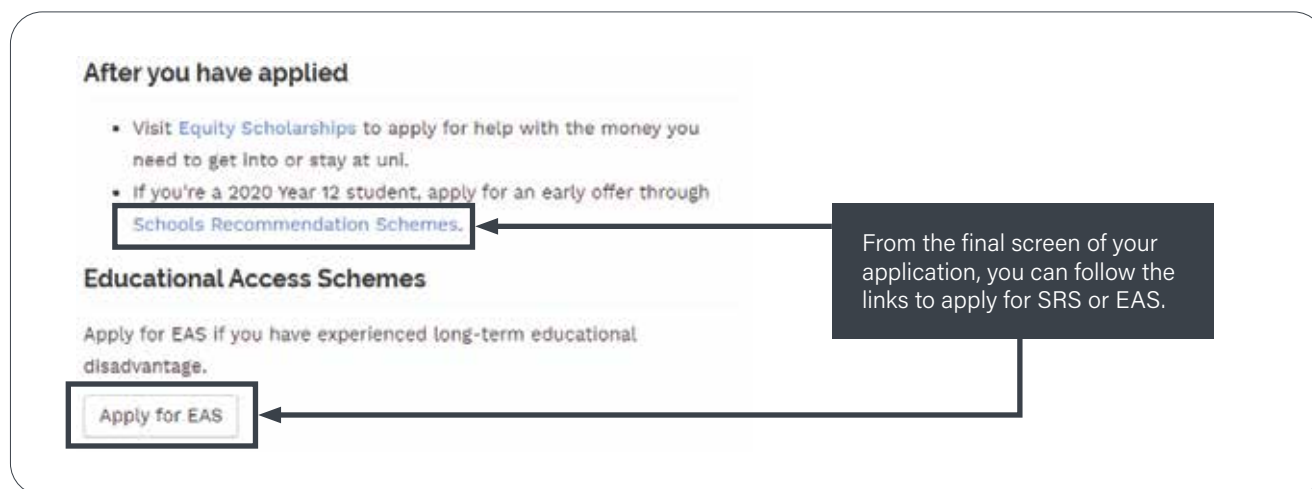 After you have applied
• Visit Equity Scholarships to apply for help with the money you
need to get into or stay at uni.
• If you're a 2020 Year 12 student, apply for an early offer through
Schools Recommendation Schemes.
From the final screen of your
application, you can follow the
links to apply for SRS or EAS.
Educational Access Schemes
Apply for EAS if you have experienced long-term educational
disadvantage.
Apply for EAS